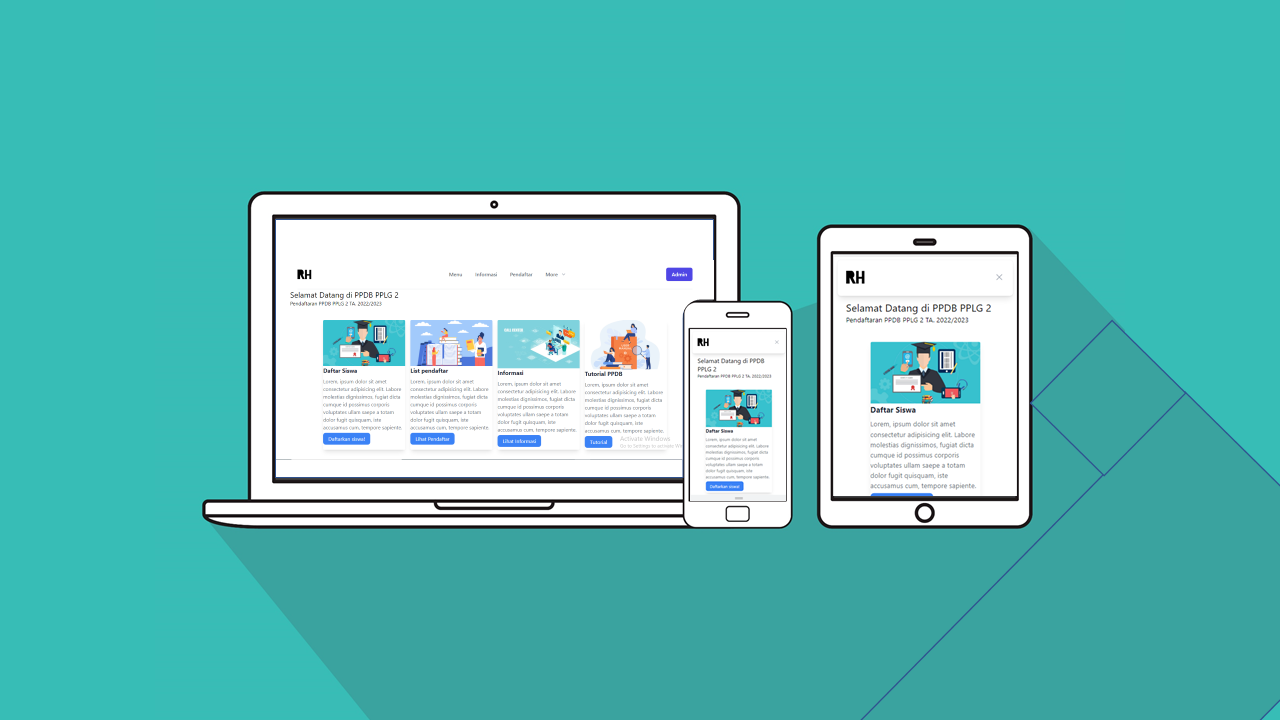 RH
Menu Informasi Pendaftar More
Admin
Selamat Datang di PPDB PPLG 2
Pendaftaran PPDB PPLG 2 TA. 2022/2023
Daftar Siswa
Lorem, ipsum dolor sit amet
consectetur adipisicing elit. Labore
molestias dignissimos, fugiat dicta
cumque id possimus corporis
voluptates ullam saepe a totam
dolor fugit quisquam, iste
accusamus cum, tempore sapiente.
Daftarkan siswa!
List pendaftar
Lorem, ipsum dolor sit amet
consectetur adipisicing elit. Labore
molestias dignissimos, fugiat dicta
cumque id possimus corporis
voluptates ullam saepe a totam
dolor fugit quisquam, iste
accusamus cum, tempore sapiente.
Lihat Pendaftar
Informasi
Lorem, ipsum dolor sit amet
consectetur adipisicing elit. Labore
molestias dignissimos, fugiat dicta
cumque id possimus corporis
voluptates ullam saepe a totam
dolor fugit quisquam, iste
accusamus cum, tempore sapiente.
Lihat Informasi
Tutorial PPDB
Lorem, ipsum dolor sit amet
consectetur adipisicing elit. Labore
molestias dignissimos, fugiat dicta
cumque id possimus corporis
voluptates ullam saepe a totam
dolor fugit quisquam, iste
accusamus cum, tempore sapiente.
Tutorial
Activate Windows
Go to Settings to activate
RH
Selamat Datang di PPDB
PPLG 2
Pendaftaran PPDB PPLG 2 TA. 2022/2023
Daftar Siswa
Lorem, ipsum dolor sit amet
consectetur adipisicing elit. Labore
molestias dignissimos, fugiat dicta
cumque id possimus corporis
voluptates ullam saepe a totam
dolor fugit quisquam, iste
accusamus cum, tempore sapiente.
Daftarkan siswa!
RH
Selamat Datang di PPDB PPLG 2
Pendaftaran PPDB PPLG 2 TA. 2022/2023
Daftar Siswa
Lorem, ipsum dolor sit amet
consectetur adipisicing elit. Labore
molestias dignissimos, fugiat dicta
cumque id possimus corporis
voluptates ullam saepe a totam
dolor fugit quisquam, iste
accusamus cum, tempore sapiente.